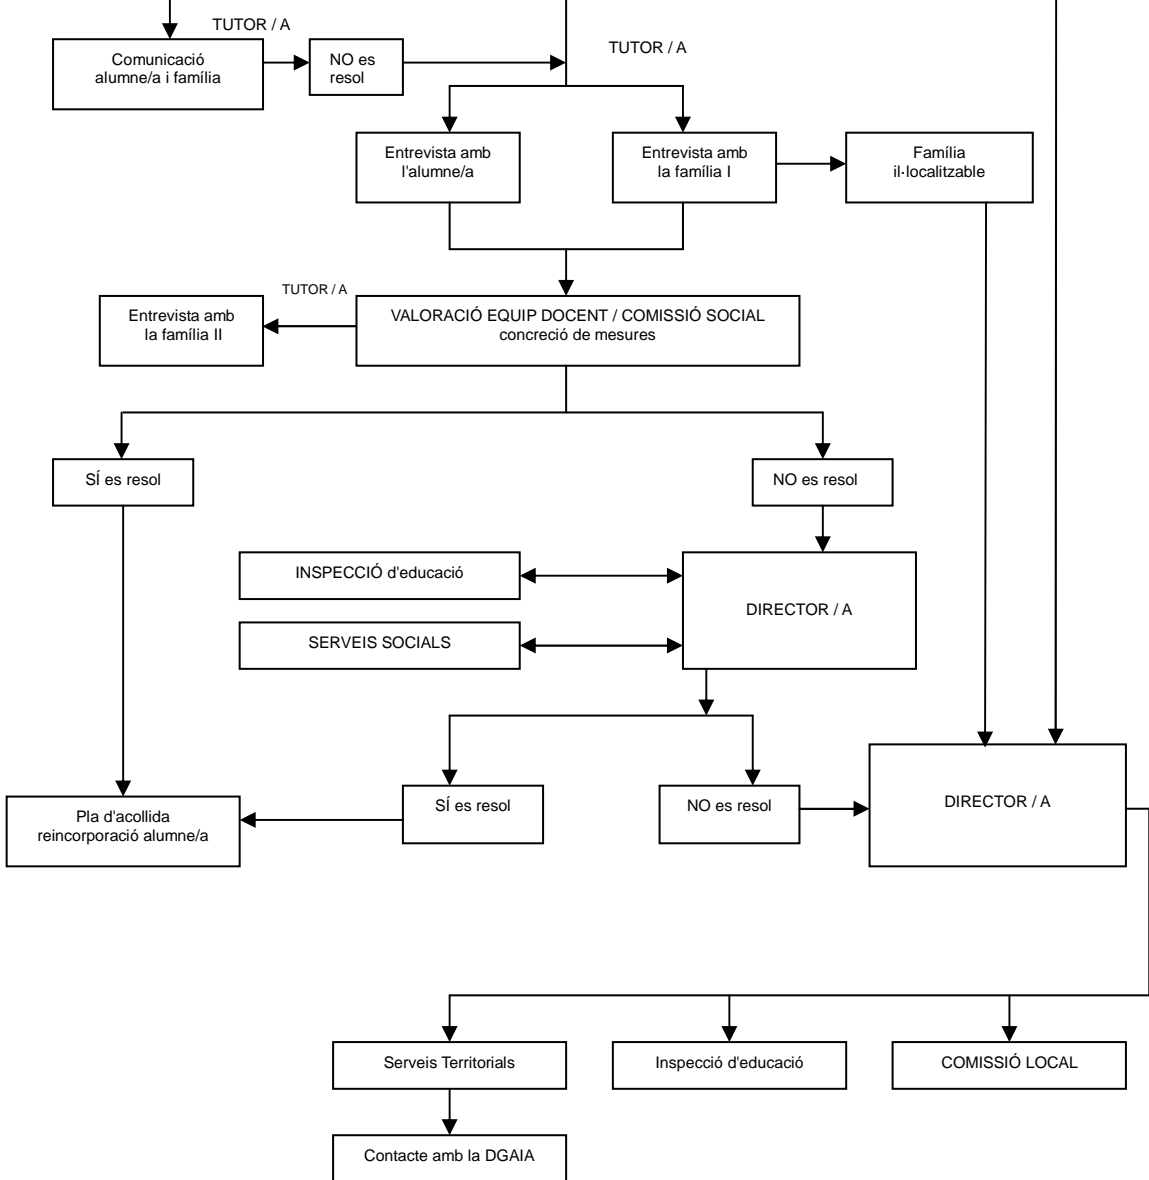 TUTOR / A
Comunicació
alumne/a i família
NO es
resol
TUTOR / A
Entrevista amb
l'alumne/a
Entrevista amb
la família I
Família
il·localitzable
TUTOR / A
Entrevista amb
la família II
VALORACIÓ EQUIP DOCENT / COMISSIÓ SOCIAL
concreció de mesures
SÍ es resol
NO es resol
INSPECCIÓ d'educació
DIRECTOR / A
SERVEIS SOCIALS
Pla d'acollida
reincorporació alumne/a
SÍ es resol
NO es resol
DIRECTOR / A
Serveis Territorials
Inspecció d'educació
COMISSIÓ LOCAL
Contacte amb la DGAIA